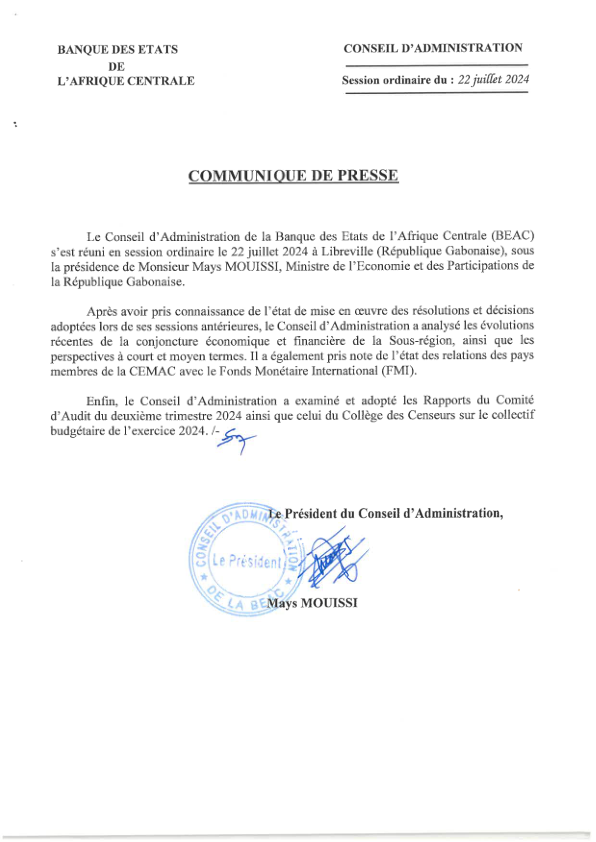 BANQUE DES ETATS
DE
L'AFRIQUE CENTRALE
CONSEIL D'ADMINISTRATION
Session ordinaire du : 22 juillet 2024
COMMUNIQUE DE PRESSE
Le Conseil d'Administration de la Banque des Etats de l'Afrique Centrale (BEAC)
s'est réuni en session ordinaire le 22 juillet 2024 à Libreville (République Gabonaise), sous
la présidence de Monsieur Mays MOUISSI, Ministre de l'Economie et des Participations de
la République Gabonaise.
Après avoir pris connaissance de l'état de mise en œuvre des résolutions et décisions
adoptées lors de ses sessions antérieures, le Conseil d'Administration a analysé les évolutions
récentes de la conjoncture économique et financière de la Sous-région, ainsi que les
perspectives à court et moyen termes. Il a également pris note de l'état des relations des pays
membres de la CEMAC avec le Fonds Monétaire International (FMI).
Enfin, le Conseil d'Administration a examiné et adopté les Rapports du Comité
d'Audit du deuxième trimestre 2024 ainsi que celui du Collège des Censeurs sur le collectif
budgétaire de l'exercice 2024. /-
Le Président du Conseil d'Administration,
CONSEIL D'ADMINISTRATION
Le Président
DE LA BEAC
Mays MOUISSI